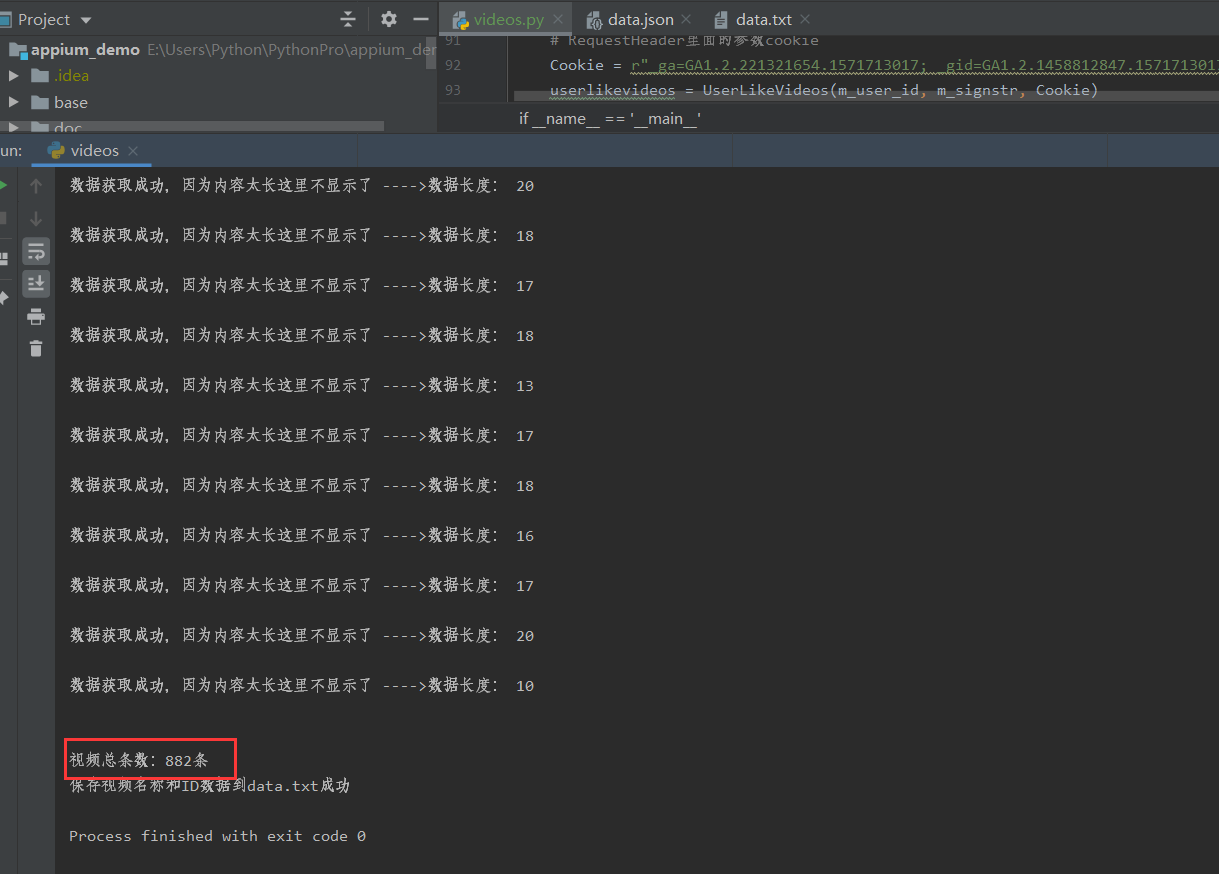 Project
videos.py
data.json
data.txt
appium_demo E:\Users\Python\PythonPro\appium_der
.idea
base
doc
91 # RequestHeader里面的参数cookie
92 Cookie = r"_ga=GA1.2.221321654.1571713017; _gid=GA1.2.1458812847.1571713017
93 userlikevideos = UserLikeVideos(m_user_id, m_signstr, Cookie)
if __name__ == '__main__'
un: videos
数据获取成功, 因为内容太长这里不显示了 ---->数据长度: 20
数据获取成功, 因为内容太长这里不显示了 ---->数据长度: 18
数据获取成功, 因为内容太长这里不显示了 ---->数据长度: 17
数据获取成功, 因为内容太长这里不显示了 ---->数据长度: 18
数据获取成功, 因为内容太长这里不显示了 ---->数据长度: 13
数据获取成功, 因为内容太长这里不显示了 ---->数据长度: 17
数据获取成功, 因为内容太长这里不显示了 ---->数据长度: 18
数据获取成功, 因为内容太长这里不显示了 ---->数据长度: 16
数据获取成功, 因为内容太长这里不显示了 ---->数据长度: 17
数据获取成功, 因为内容太长这里不显示了 ---->数据长度: 20
数据获取成功, 因为内容太长这里不显示了 ---->数据长度: 10
视频总条数: 882条
保存视频名称和ID数据到data.txt成功
Process finished with exit code 0